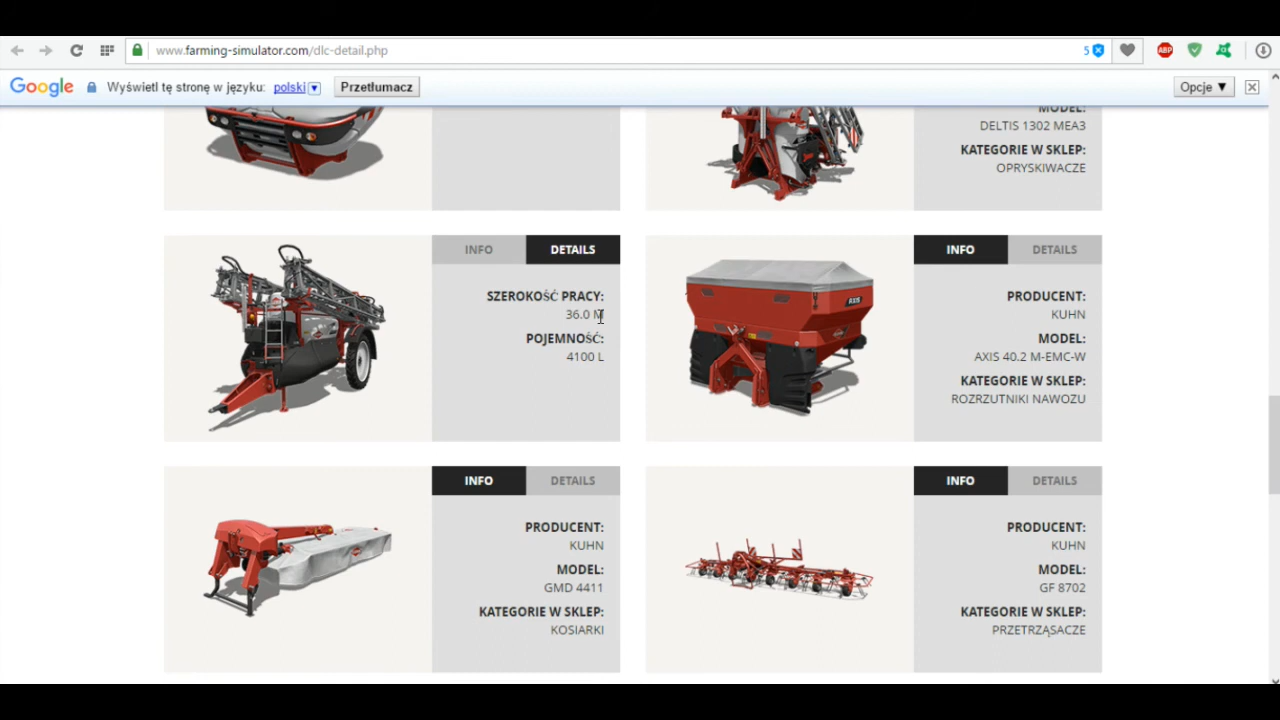 www.farming-simulator.com/dlc-detail.php
5
ABP
Google Wyświetl tę stronę w języku: polski Przetłumacz Opcje
MODEL:
DELTIS 1302 MEA3
KATEGORIE W SKLEP:
OPRYSKIWACZE
INFO DETAILS
SZEROKOŚĆ PRACY:
36.0 M
POJEMNOŚĆ:
4100 L
AXIS
INFO DETAILS
PRODUCENT:
KUHN
MODEL:
AXIS 40.2 M-EMC-W
KATEGORIE W SKLEP:
ROZRZUTNIKI NAWOZU
INFO DETAILS
PRODUCENT:
KUHN
MODEL:
GMD 4411
KATEGORIE W SKLEP:
KOSIARKI
INFO DETAILS
PRODUCENT:
KUHN
MODEL:
GF 8702
KATEGORIE W SKLEP:
PRZETRZĄSACZE